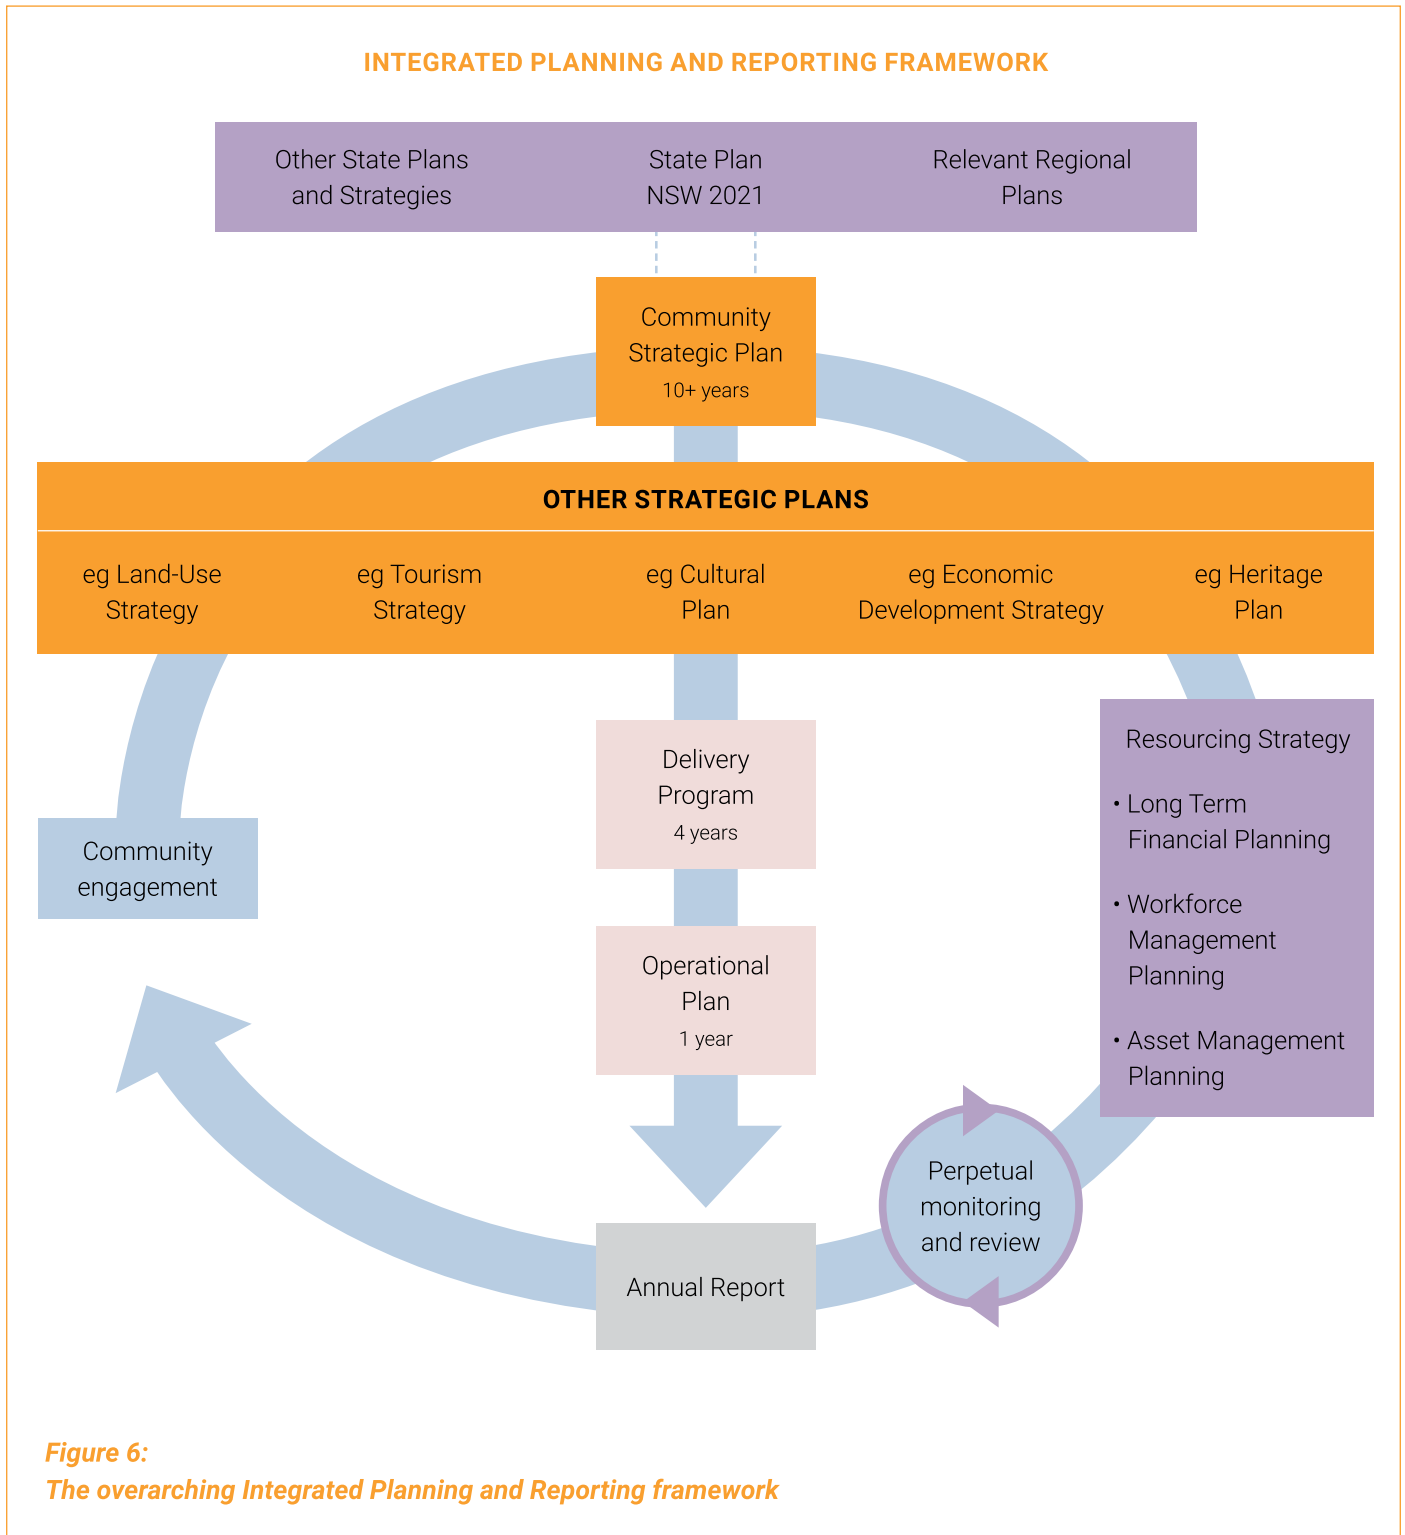 INTEGRATED PLANNING AND REPORTING FRAMEWORK
Other State Plans
and Strategies
State Plan
NSW 2021
Relevant Regional
Plans
Community
Strategic Plan
10+ years
OTHER STRATEGIC PLANS
eg Land-Use
Strategy
eg Tourism
Strategy
eg Cultural
Plan
eg Economic
Development Strategy
eg Heritage
Plan
Community
engagement
Delivery
Program
4 years
Operational
Plan
1 year
Resourcing Strategy
• Long Term
Financial Planning
• Workforce
Management
Planning
• Asset Management
Planning
Perpetual
monitoring
and review
Annual Report
Figure 6:
The overarching Integrated Planning and Reporting framework